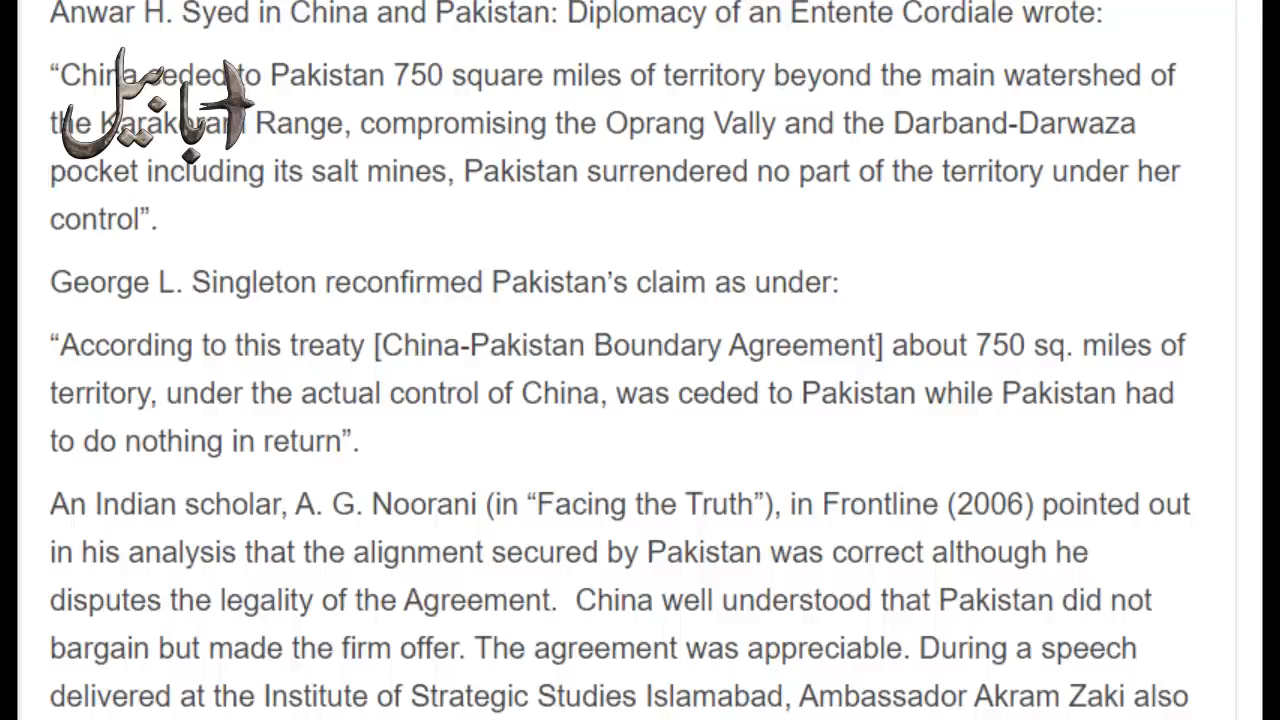 Anwar H. Syed in China and Pakistan: Diplomacy of an Entente Cordiale wrote:
“China ceded to Pakistan 750 square miles of territory beyond the main watershed of
the Karakoram Range, compromising the Oprang Vally and the Darband-Darwaza
pocket including its salt mines, Pakistan surrendered no part of the territory under her
control”.
George L. Singleton reconfirmed Pakistan’s claim as under:
“According to this treaty [China-Pakistan Boundary Agreement] about 750 sq. miles of
territory, under the actual control of China, was ceded to Pakistan while Pakistan had
to do nothing in return”.
An Indian scholar, A. G. Noorani (in “Facing the Truth”), in Frontline (2006) pointed out
in his analysis that the alignment secured by Pakistan was correct although he
disputes the legality of the Agreement.  China well understood that Pakistan did not
bargain but made the firm offer. The agreement was appreciable. During a speech
delivered at the Institute of Strategic Studies Islamabad, Ambassador Akram Zaki also
ابابیل